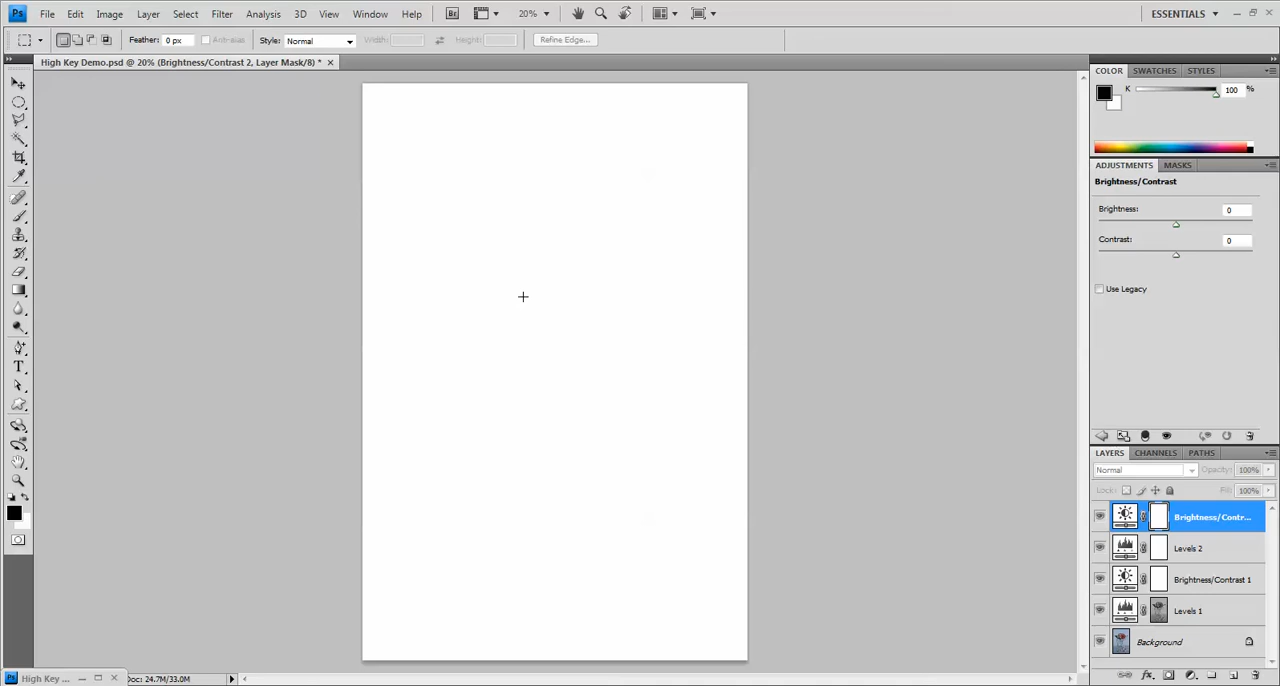 Ps File Edit Image Layer Select Filter Analysis 3D View Window Help Br 20% ESSENTIALS
Feather: 0 px Anti-alias Style: Normal Width: Height: Refine Edge...
High Key Demo.psd @ 20% (Brightness/Contrast 2, Layer Mask/8) *
COLOR SWATCHES STYLES
K 100 %
ADJUSTMENTS MASKS
Brightness/Contrast
Brightness: 0
Contrast: 0
Use Legacy
LAYERS CHANNELS PATHS
Normal Opacity: 100%
Lock: Fill: 100%
Brightness/Contr...
Levels 2
Brightness/Contrast 1
Levels 1
Background
T
fx
Ps High Key ... Doc: 24.7M/33.0M